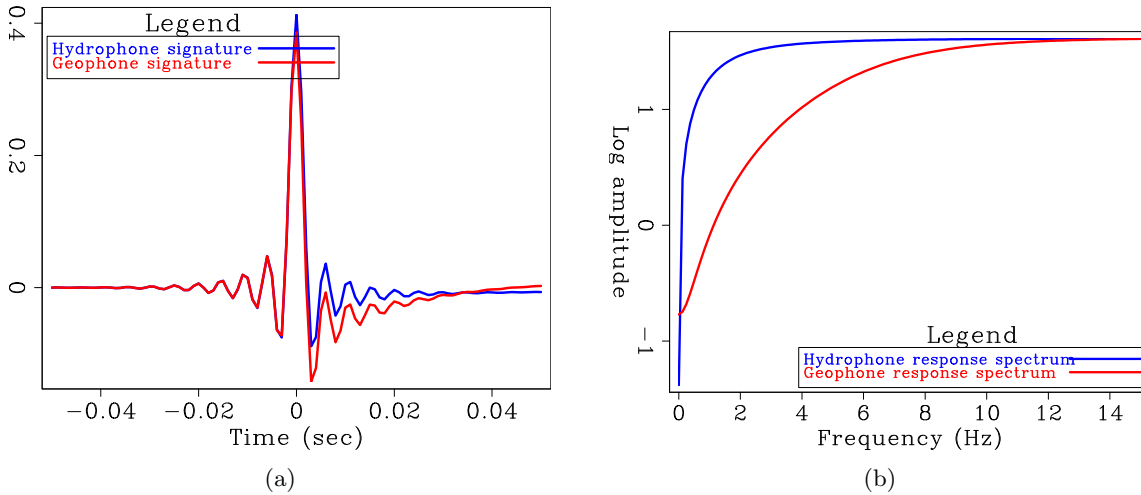 Legend
Hydrophone signature
Geophone signature
0.4
0.2
0
−0.04
−0.02
0
0.02
0.04
Time (sec)
(a)
Log amplitude
1
0
−1
Legend
Hydrophone response spectrum
Geophone response spectrum
0
2
4
6
8
10
12
14
Frequency (Hz)
(b)